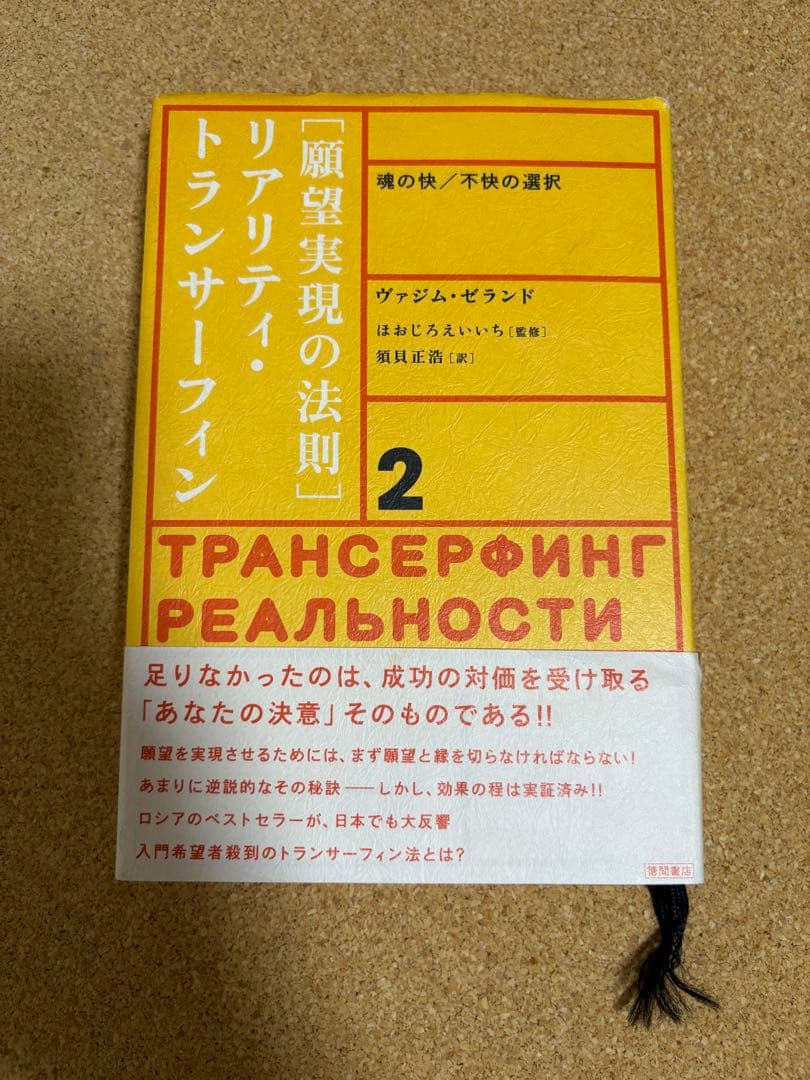 [願望実現の法則]
リアリティ・
トランサーフィン
魂の快／不快の選択
ヴァジム・ゼランド
ほおじろえいいち[監修]
須貝正浩[訳]
2
ТРАНСЕРФИНГ
РЕАЛЬНОСТИ
足りなかったのは、成功の対価を受け取る
「あなたの決意」そのものである!!
願望を実現させるためには、まず願望と縁を切らなければならない!
あまりに逆説的なその秘訣――しかし、効果の程は実証済み!!
ロシアのベストセラーが、日本でも大反響
入門希望者殺到のトランサーフィン法とは?
徳間書店